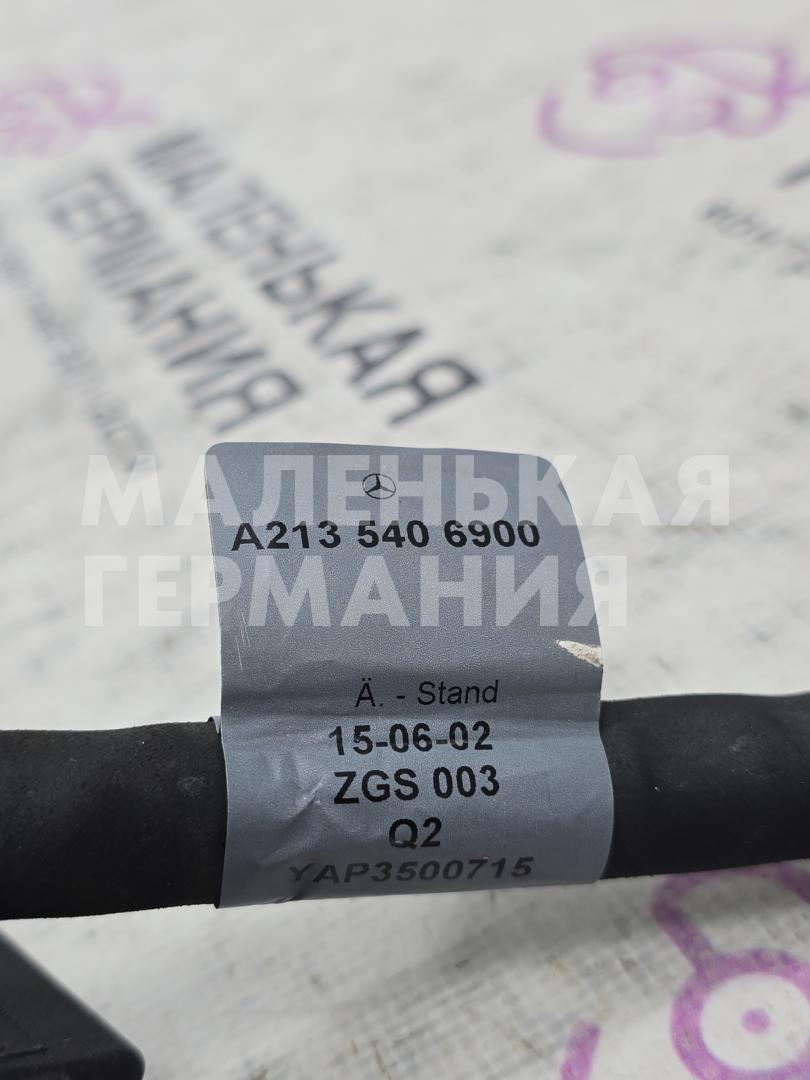 МАЛЕНЬКАЯ
ГЕРМАНИЯ
МАЛЕНЬКАЯ
ГЕРМАНИЯ
A213 540 6900
Ä. - Stand
15-06-02
ZGS 003
Q2
YAP3500715